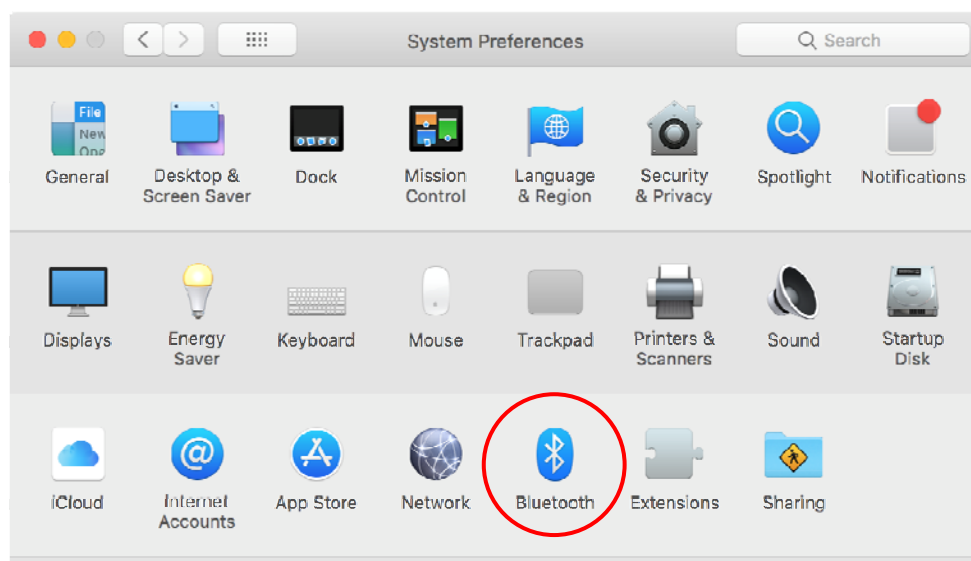 System Preferences
Search
File
New
Ope
General
Desktop &
Screen Saver
Dock
Mission
Control
Language
& Region
Security
& Privacy
Spotlight
Notifications
Displays
Energy
Saver
Keyboard
Mouse
Trackpad
Printers &
Scanners
Sound
Startup
Disk
iCloud
Internet
Accounts
App Store
Network
Bluetooth
Extensions
Sharing